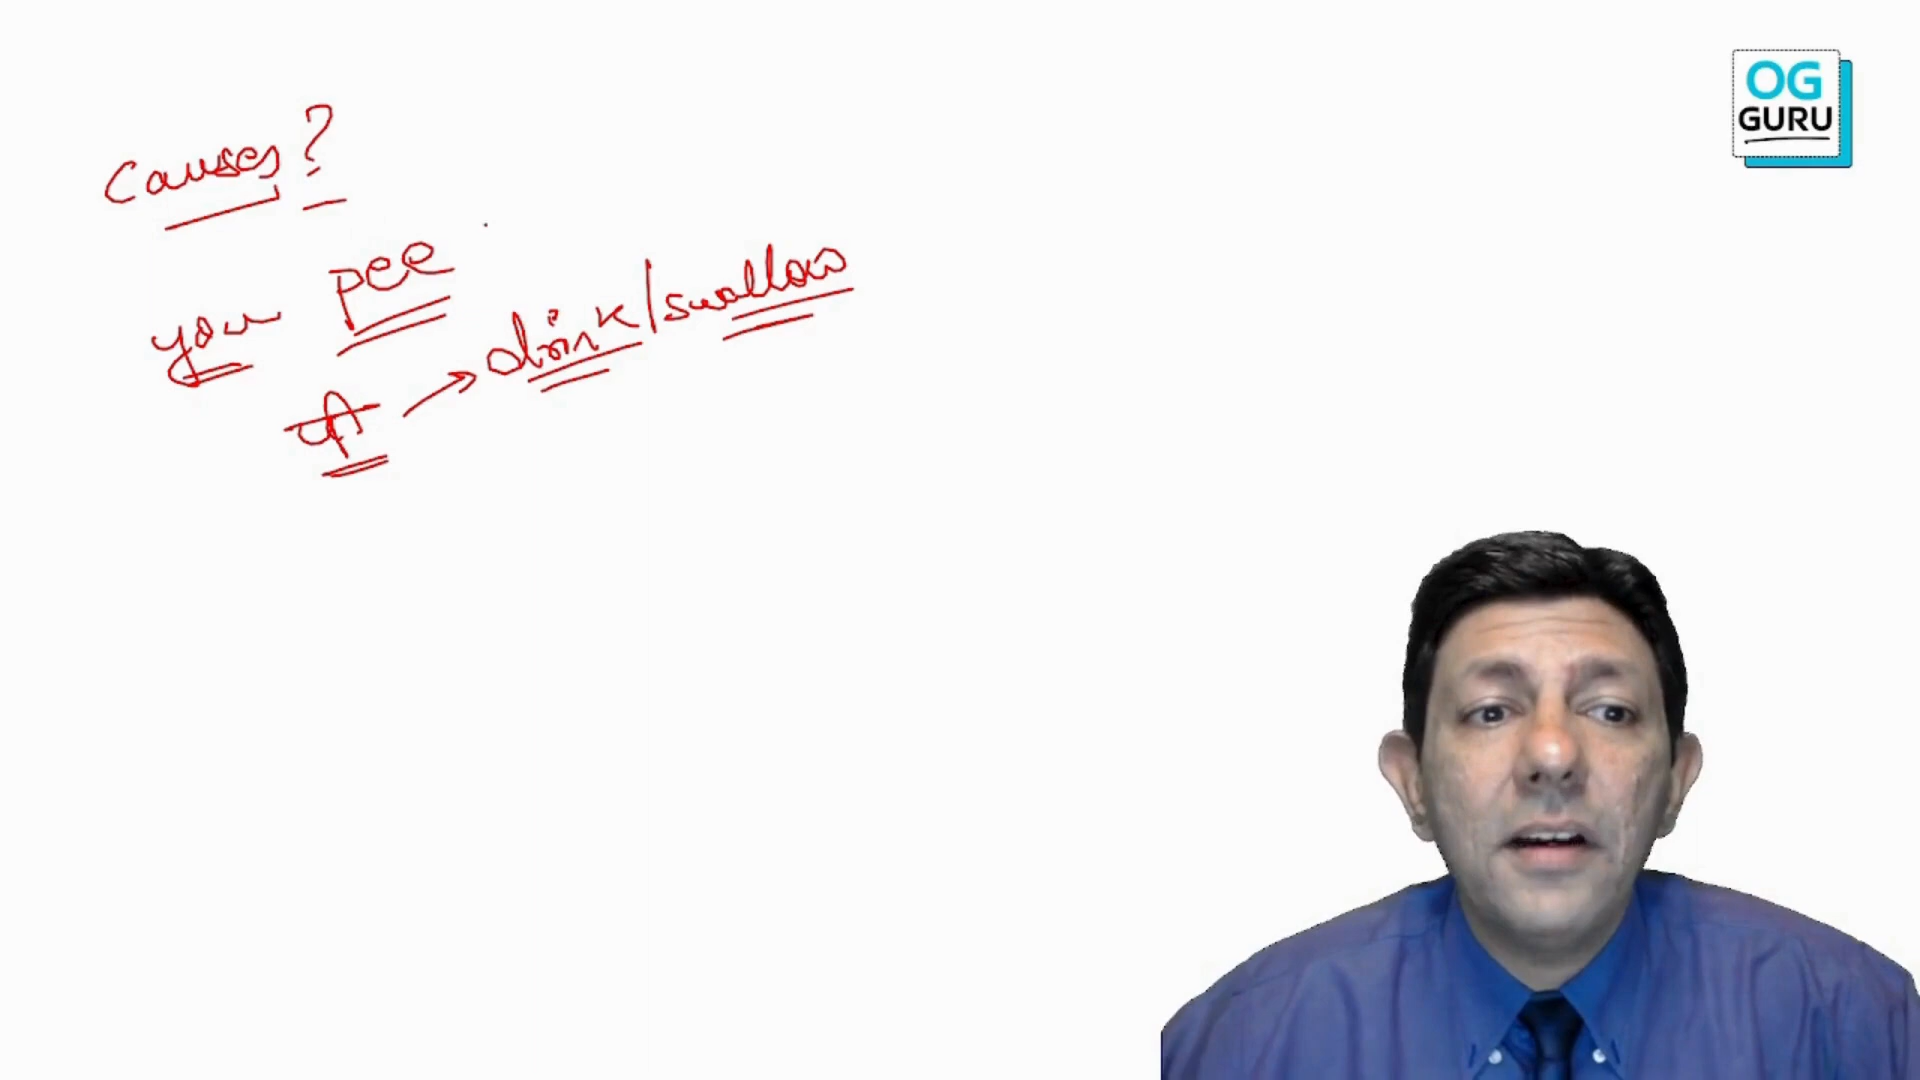 causes?
you pee
पी → drink/swallow
OG
GURU